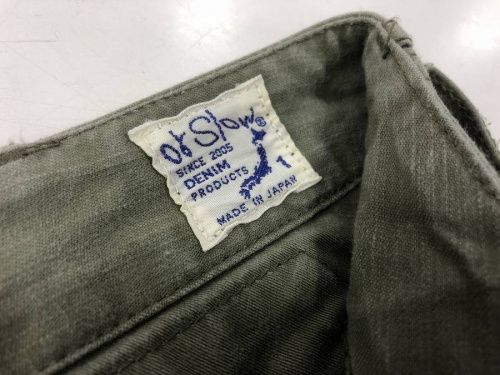 or Slow®
SINCE 2005
DENIM
PRODUCTS
1
MADE IN JAPAN